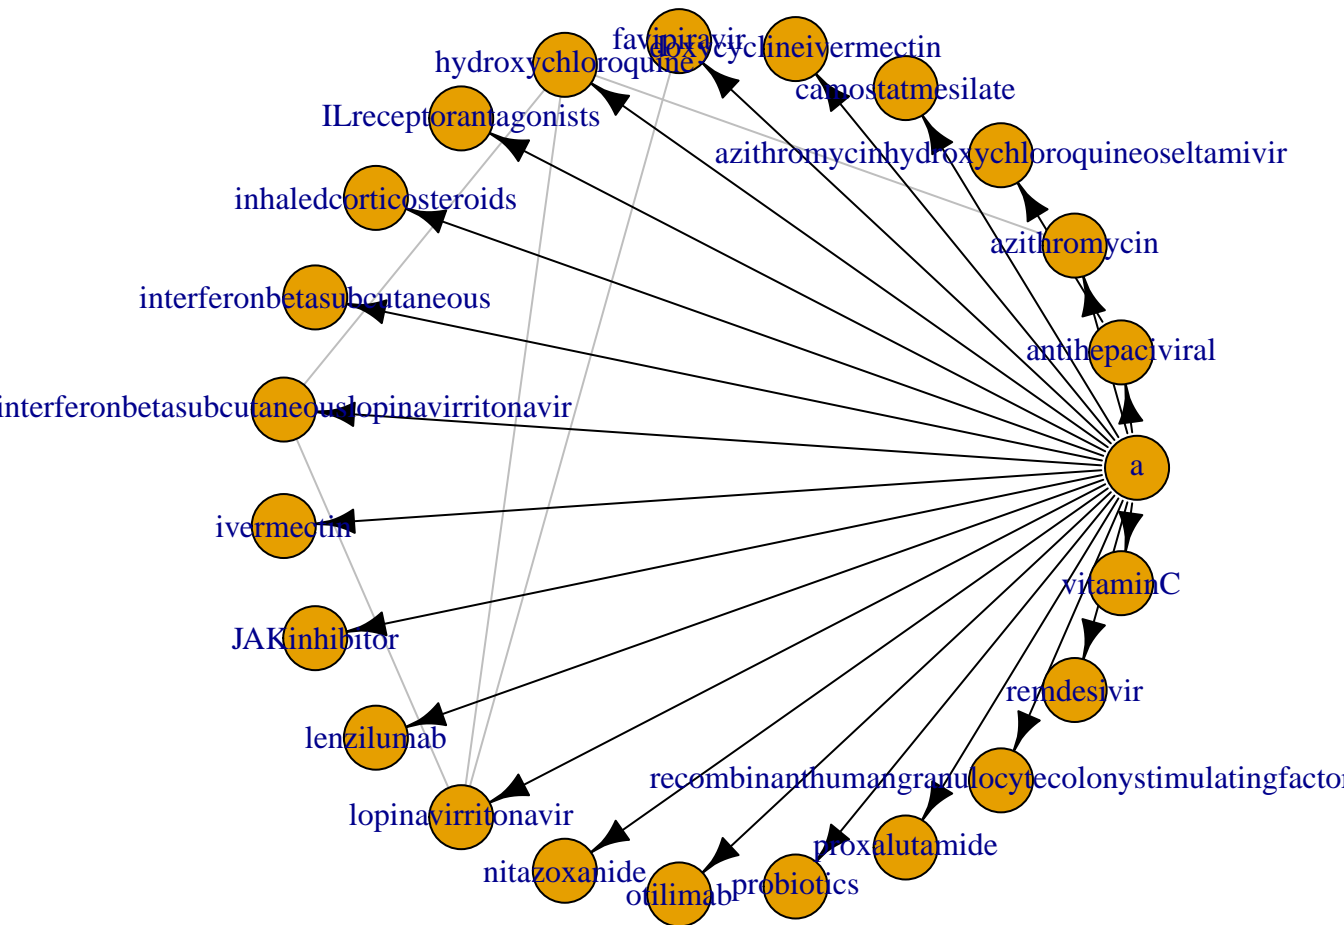 favipiravir
doxycyclineivermectin
hydroxychloroquine
camostatmesilate
ILreceptorantagonists
azithromycinhydroxychloroquineoseltamivir
inhaledcorticosteroids
azithromycin
interferonbetasubcutaneous
antihepaciviral
interferonbetasubcutaneouslopinavirritonavir
a
ivermectin
vitaminC
JAKinhibitor
remdesivir
lenzilumab
recombinanthumangranulocytecolonystimulatingfactor
lopinavirritonavir
proxalutamide
nitazoxanide
probiotics
otilimab